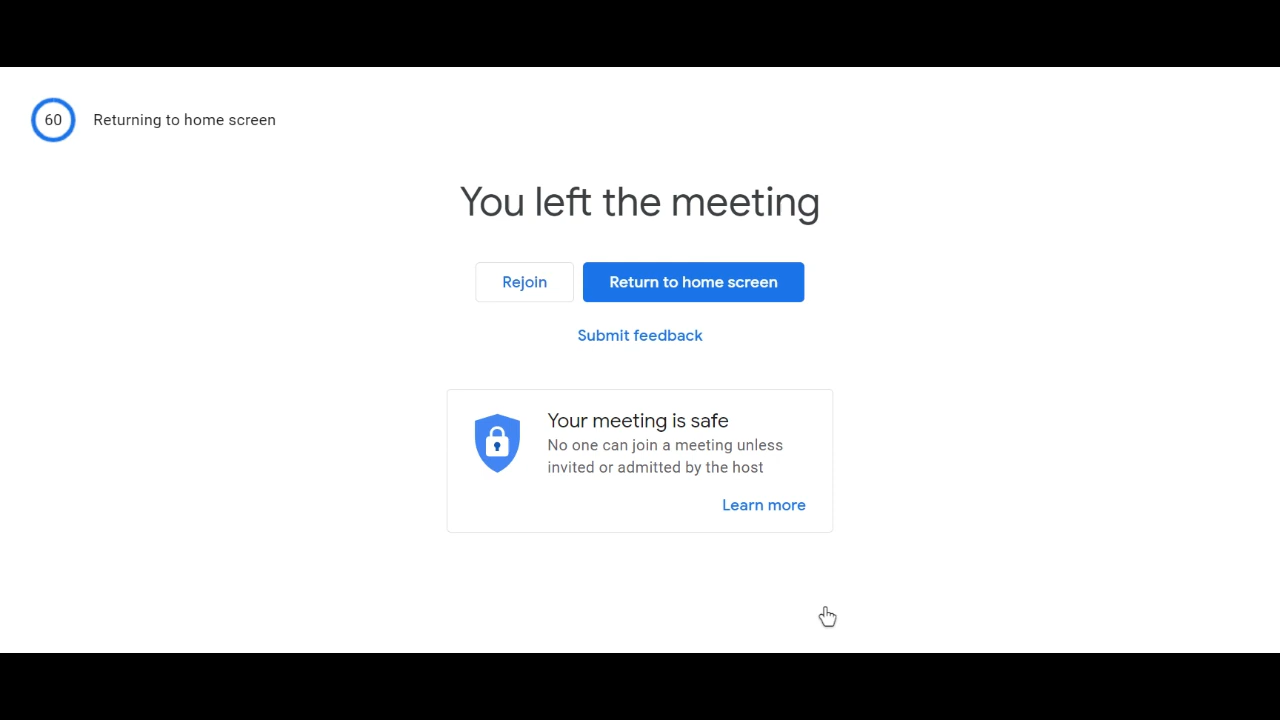 60 Returning to home screen
You left the meeting
Rejoin Return to home screen
Submit feedback
Your meeting is safe
No one can join a meeting unless
invited or admitted by the host
Learn more